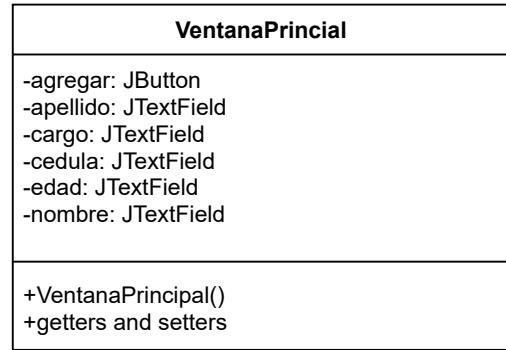 VentanaPrincial
-agregar: JButton
-apellido: JTextField
-cargo: JTextField
-cedula: JTextField
-edad: JTextField
-nombre: JTextField
+VentanaPrincipal()
+getters and setters